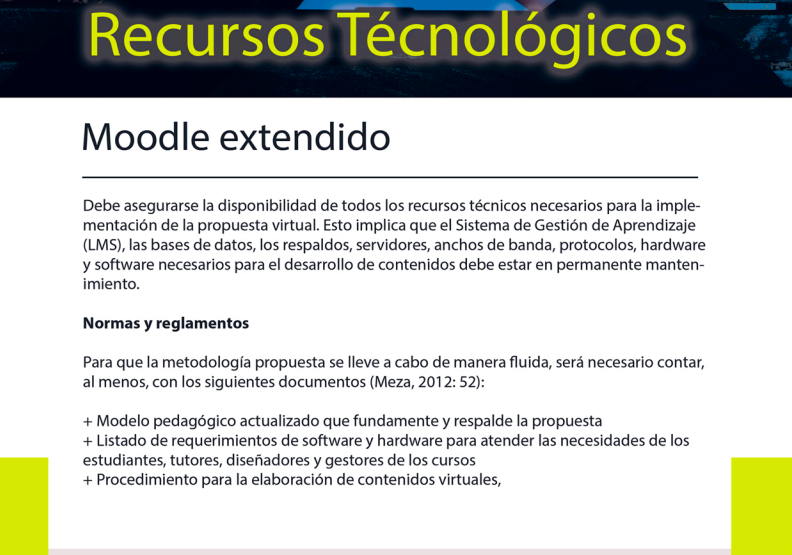 Recursos Técnológicos
Moodle extendido
Debe asegurarse la disponibilidad de todos los recursos técnicos necesarios para la imple-
mentación de la propuesta virtual. Esto implica que el Sistema de Gestión de Aprendizaje
(LMS), las bases de datos, los respaldos, servidores, anchos de banda, protocolos, hardware
y software necesarios para el desarrollo de contenidos debe estar en permanente manten-
imiento.
Normas y reglamentos
Para que la metodología propuesta se lleve a cabo de manera fluida, será necesario contar,
al menos, con los siguientes documentos (Meza, 2012: 52):
+ Modelo pedagógico actualizado que fundamente y respalde la propuesta
+ Listado de requerimientos de software y hardware para atender las necesidades de los
estudiantes, tutores, diseñadores y gestores de los cursos
+ Procedimiento para la elaboración de contenidos virtuales,